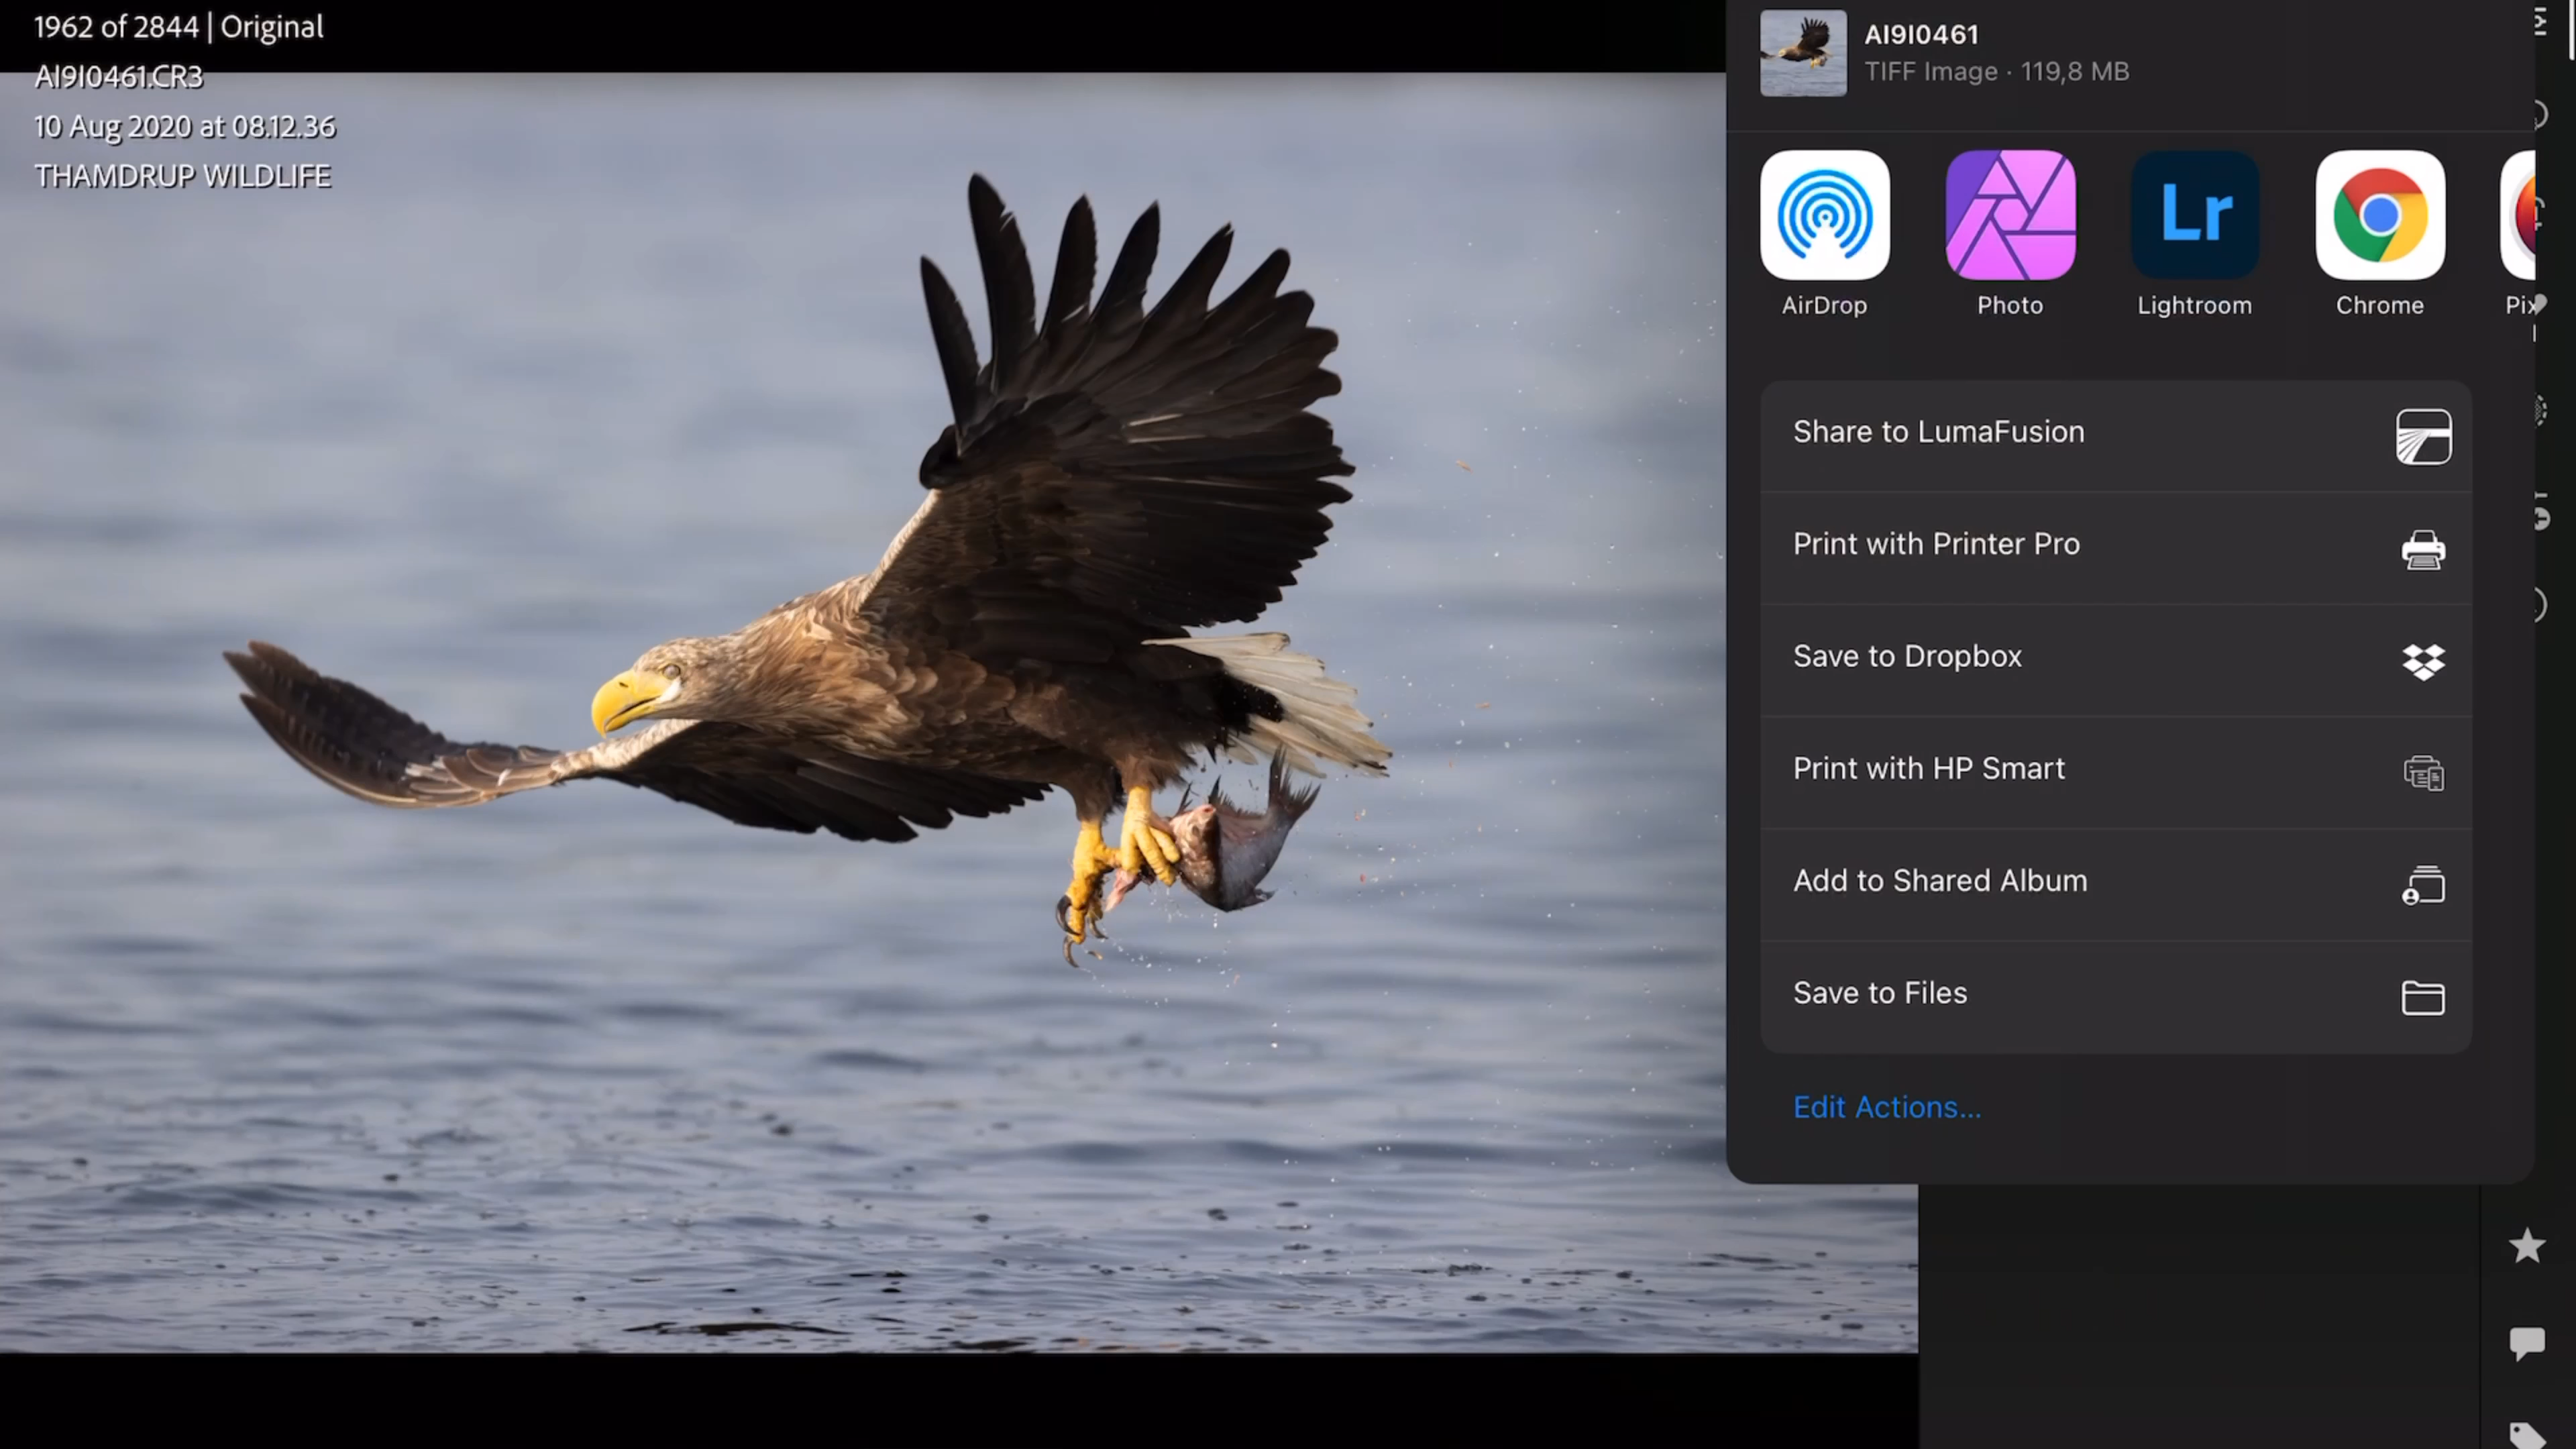 1962 of 2844 | Original
AI9I0461.CR3
10 Aug 2020 at 08.12.36
THAMDRUP WILDLIFE
AI9I0461
TIFF Image · 119,8 MB
Lr
AirDrop
Photo
Lightroom
Chrome
Share to LumaFusion
Print with Printer Pro
Save to Dropbox
Print with HP Smart
Add to Shared Album
Save to Files
Edit Actions...